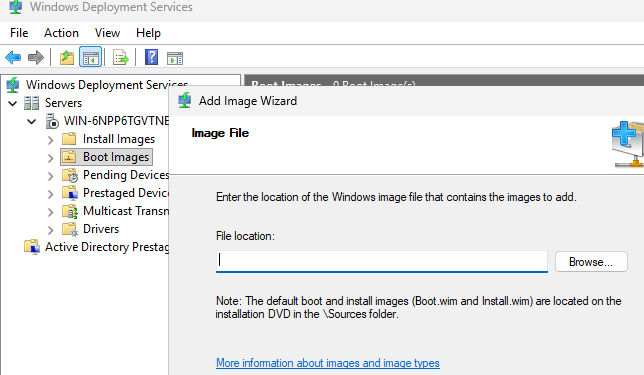 Windows Deployment Services
File Action View Help
Windows Deployment Services
Servers
WIN-6NPP6TGVTNE
Install Images
Boot Images
Pending Devices
Prestaged Device
Multicast Transn
Drivers
Active Directory Prestag
Boot Images 0 Boot Image(s)
Add Image Wizard
Image File
Enter the location of the Windows image file that contains the images to add.
File location:
Browse...
Note: The default boot and install images (Boot.wim and Install.wim) are located on the
installation DVD in the \Sources folder.
More information about images and image types